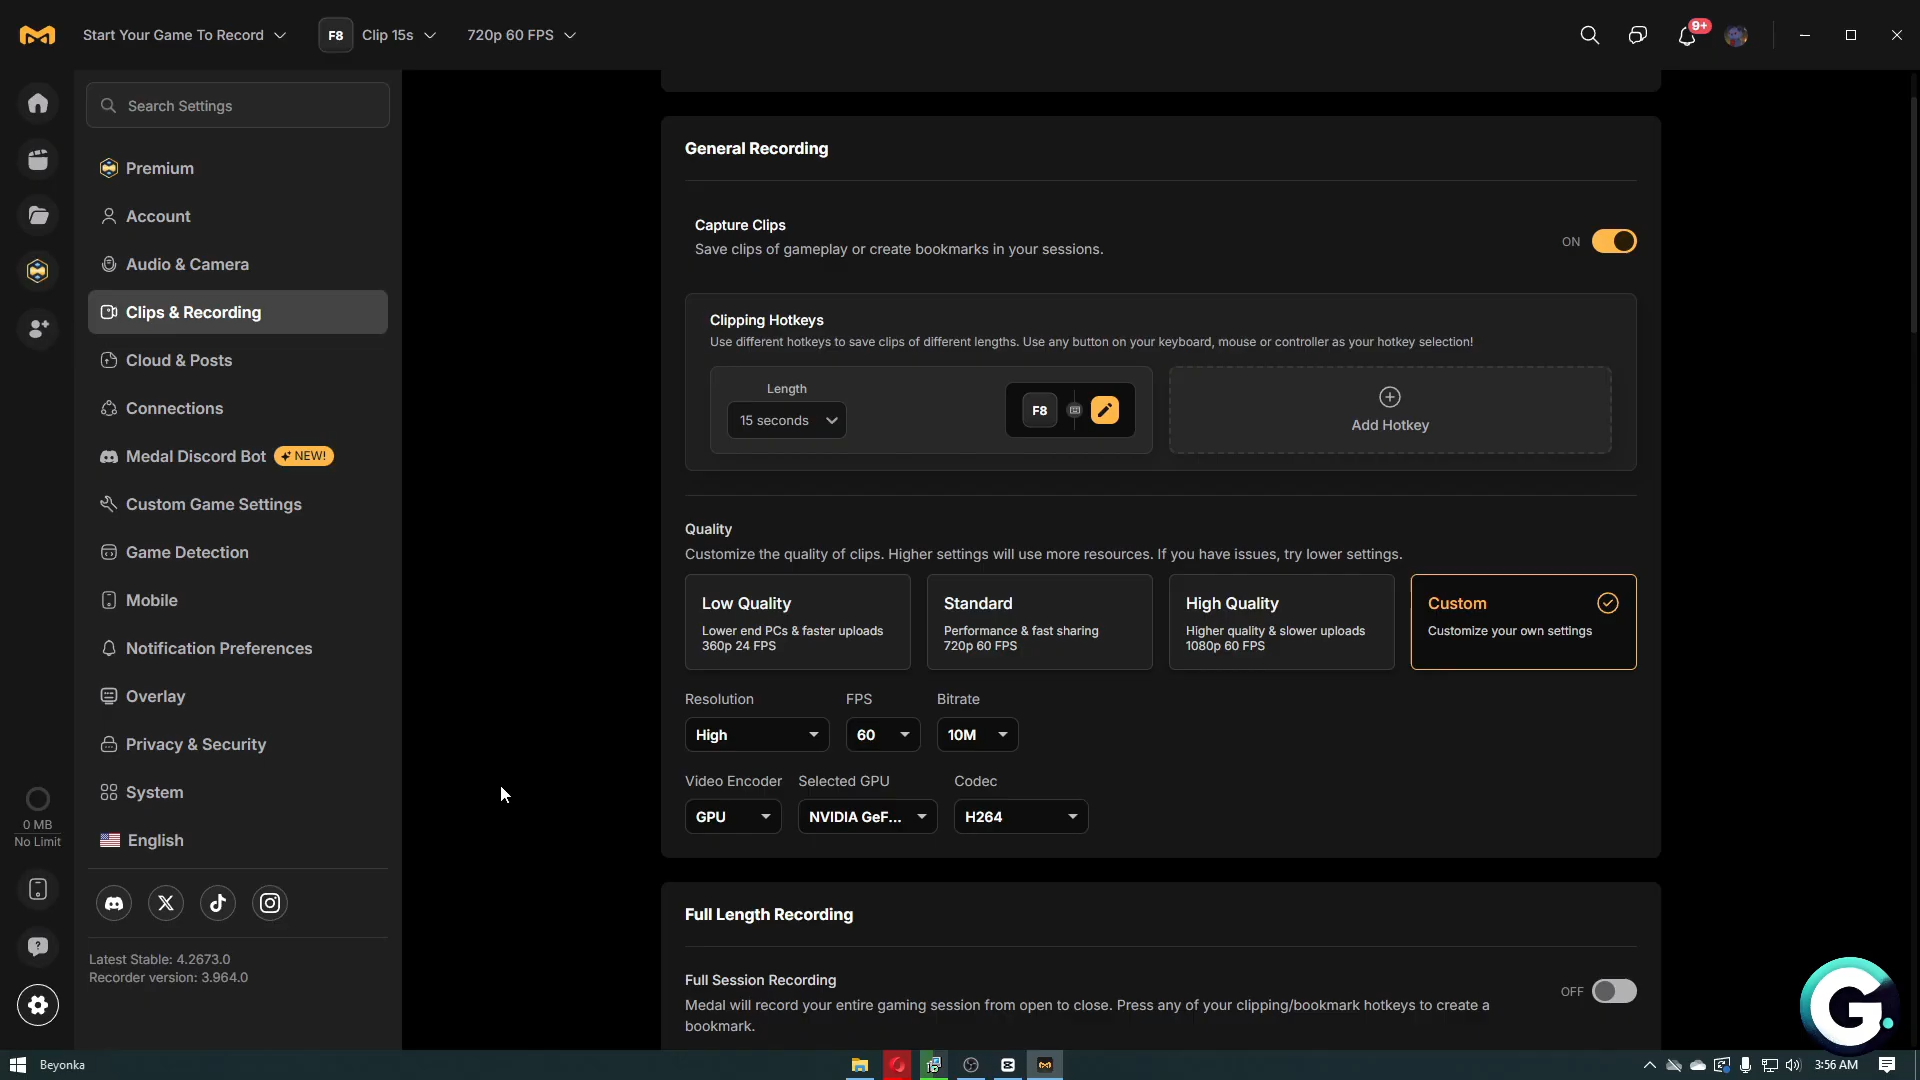 Start Your Game To Record
F8 Clip 15s
720p 60 FPS
9+
Search Settings
Premium
Account
Audio & Camera
Clips & Recording
Cloud & Posts
Connections
Medal Discord Bot NEW!
Custom Game Settings
Game Detection
Mobile
Notification Preferences
Overlay
Privacy & Security
System
English
0 MB
No Limit
Latest Stable: 4.2673.0
Recorder version: 3.964.0
General Recording
Capture Clips
Save clips of gameplay or create bookmarks in your sessions.
ON
Clipping Hotkeys
Use different hotkeys to save clips of different lengths. Use any button on your keyboard, mouse or controller as your hotkey selection!
Length
15 seconds
F8
Add Hotkey
Quality
Customize the quality of clips. Higher settings will use more resources. If you have issues, try lower settings.
Low Quality
Lower end PCs & faster uploads
360p 24 FPS
Standard
Performance & fast sharing
720p 60 FPS
High Quality
Higher quality & slower uploads
1080p 60 FPS
Custom
Customize your own settings
Resolution FPS Bitrate
High 60 10M
Video Encoder Selected GPU Codec
GPU NVIDIA GeF... H264
Full Length Recording
Full Session Recording
Medal will record your entire gaming session from open to close. Press any of your clipping/bookmark hotkeys to create a
bookmark.
OFF
G.
Beyonka
3:56 AM